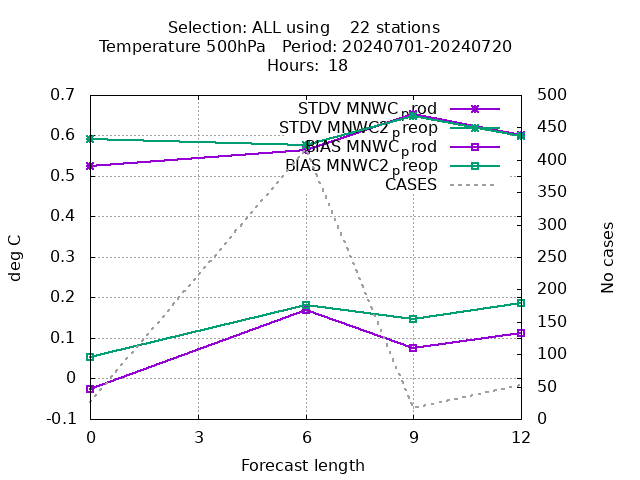 Selection: ALL using 22 stations
Temperature 500hPa Period: 20240701-20240720
Hours: 18
STDV MNWC_prod
STDV MNWC2_preop
BIAS MNWC_prod
BIAS MNWC2_preop
CASES
0.7
0.6
0.5
0.4
0.3
0.2
0.1
0
-0.1
deg C
500
450
400
350
300
250
200
150
100
50
0
No cases
0 3 6 9 12
Forecast length